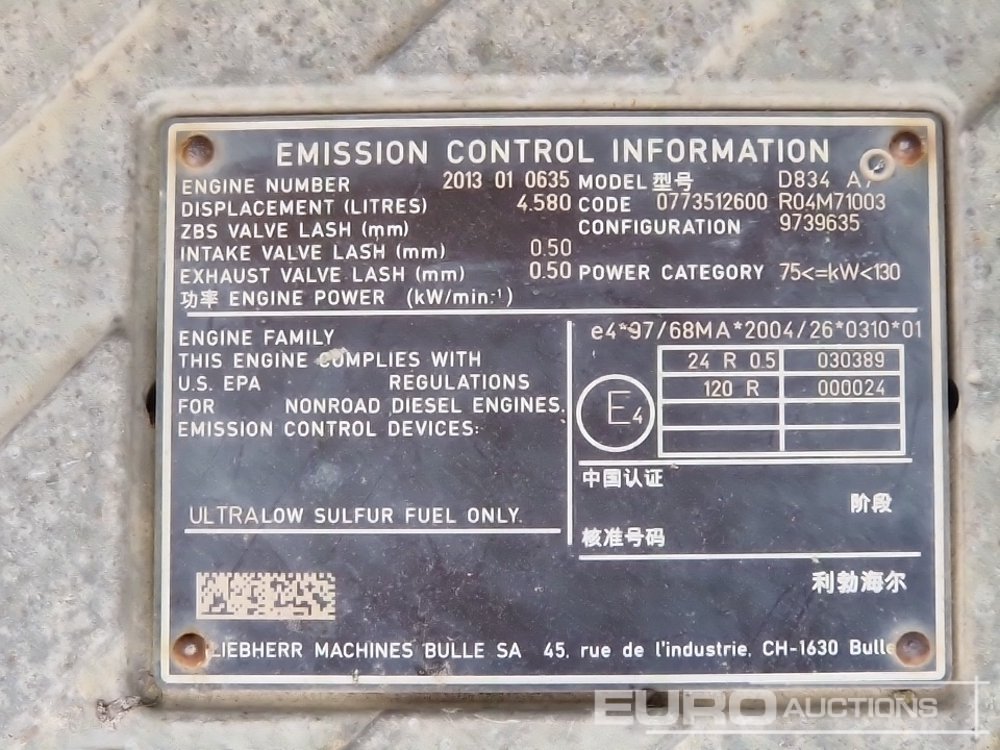 EMISSION CONTROL INFORMATION
ENGINE NUMBER 2013 01 0635 MODEL 型号 D834 A7
DISPLACEMENT (LITRES) 4.580 CODE 0773512600 R04M71003
ZBS VALVE LASH (mm) CONFIGURATION 9739635
INTAKE VALVE LASH (mm) 0.50
EXHAUST VALVE LASH (mm) 0.50 POWER CATEGORY 75<=kW<130
功率 ENGINE POWER (kW/min.⁻¹)
ENGINE FAMILY
THIS ENGINE COMPLIES WITH
U.S. EPA REGULATIONS
FOR NONROAD DIESEL ENGINES.
EMISSION CONTROL DEVICES:
ULTRALOW SULFUR FUEL ONLY.
e4*97/68MA*2004/26*0310*01
24 R 0.5 030389
120 R 000024
E4
中国认证
阶段
核准号码
利勃海尔
LIEBHERR MACHINES BULLE SA 45, rue de l'industrie, CH-1630 Bulle
EURO AUCTIONS